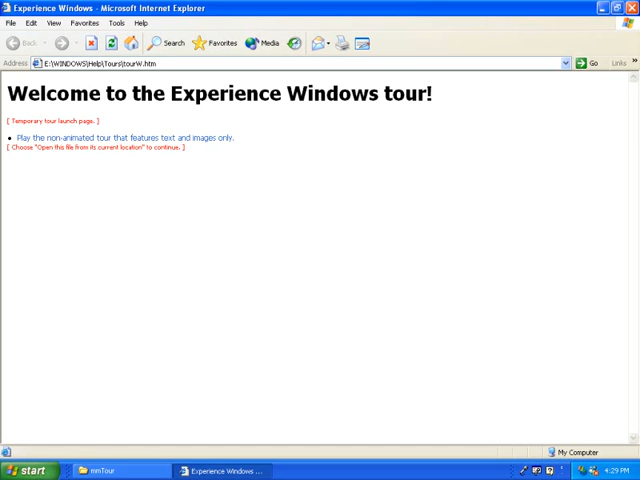 Experience Windows - Microsoft Internet Explorer
File Edit View Favorites Tools Help
Back Search Favorites Media
Address E:\WINDOWS\Help\Tours\tourW.htm Go Links »
Welcome to the Experience Windows tour!
[ Temporary tour launch page. ]
• Play the non-animated tour that features text and images only.
[ Choose "Open this file from its current location" to continue. ]
My Computer
start mmTour Experience Windows ... 4:29 PM